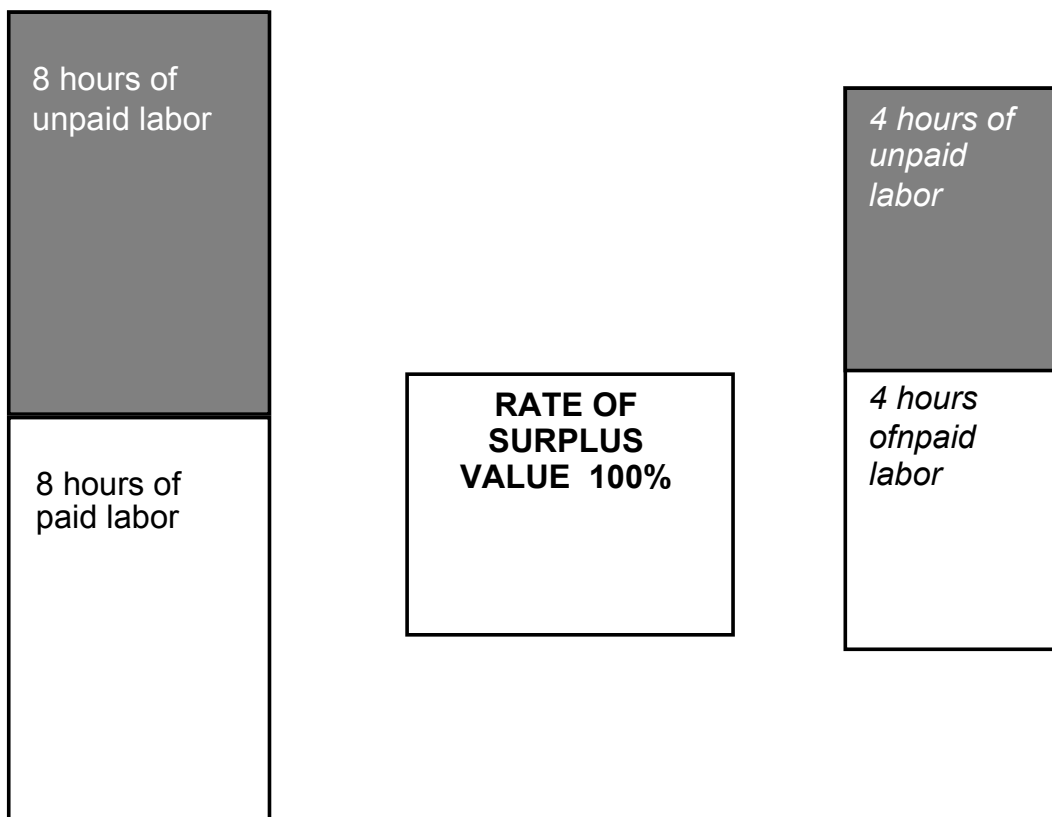 8 hours of
unpaid labor
8 hours of
paid labor
RATE OF
SURPLUS
VALUE 100%
4 hours of
unpaid
labor
4 hours
ofnpaid
labor